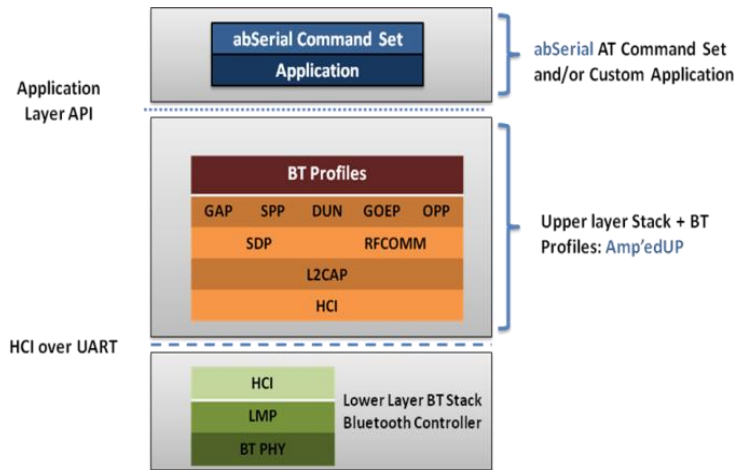 abSerial Command Set
Application
abSerial AT Command Set
and/or Custom Application
Application
Layer API
BT Profiles
GAP SPP DUN GOEP OPP
SDP RFCOMM
L2CAP
HCI
Upper layer Stack + BT
Profiles: Amp'edUP
HCI over UART
HCI
LMP
BT PHY
Lower Layer BT Stack
Bluetooth Controller